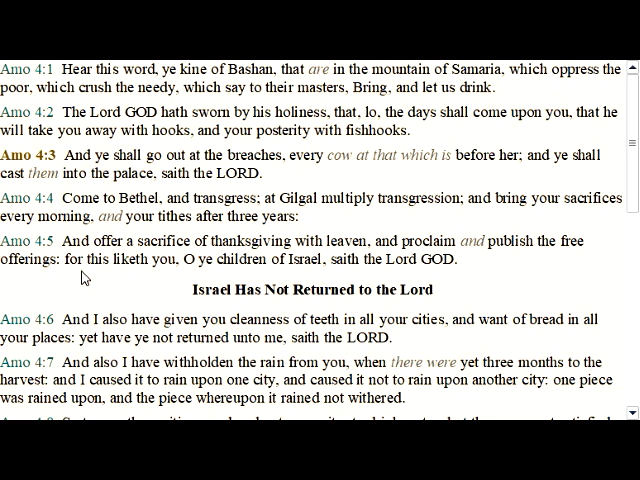 Amo 4:1 Hear this word, ye kine of Bashan, that are in the mountain of Samaria, which oppress the
poor, which crush the needy, which say to their masters, Bring, and let us drink.
Amo 4:2 The Lord GOD hath sworn by his holiness, that, lo, the days shall come upon you, that he
will take you away with hooks, and your posterity with fishhooks.
Amo 4:3 And ye shall go out at the breaches, every cow at that which is before her; and ye shall
cast them into the palace, saith the LORD.
Amo 4:4 Come to Bethel, and transgress; at Gilgal multiply transgression; and bring your sacrifices
every morning, and your tithes after three years:
Amo 4:5 And offer a sacrifice of thanksgiving with leaven, and proclaim and publish the free
offerings: for this liketh you, O ye children of Israel, saith the Lord GOD.
Israel Has Not Returned to the Lord
Amo 4:6 And I also have given you cleanness of teeth in all your cities, and want of bread in all
your places: yet have ye not returned unto me, saith the LORD.
Amo 4:7 And also I have withholden the rain from you, when there were yet three months to the
harvest: and I caused it to rain upon one city, and caused it not to rain upon another city: one piece
was rained upon, and the piece whereupon it rained not withered.